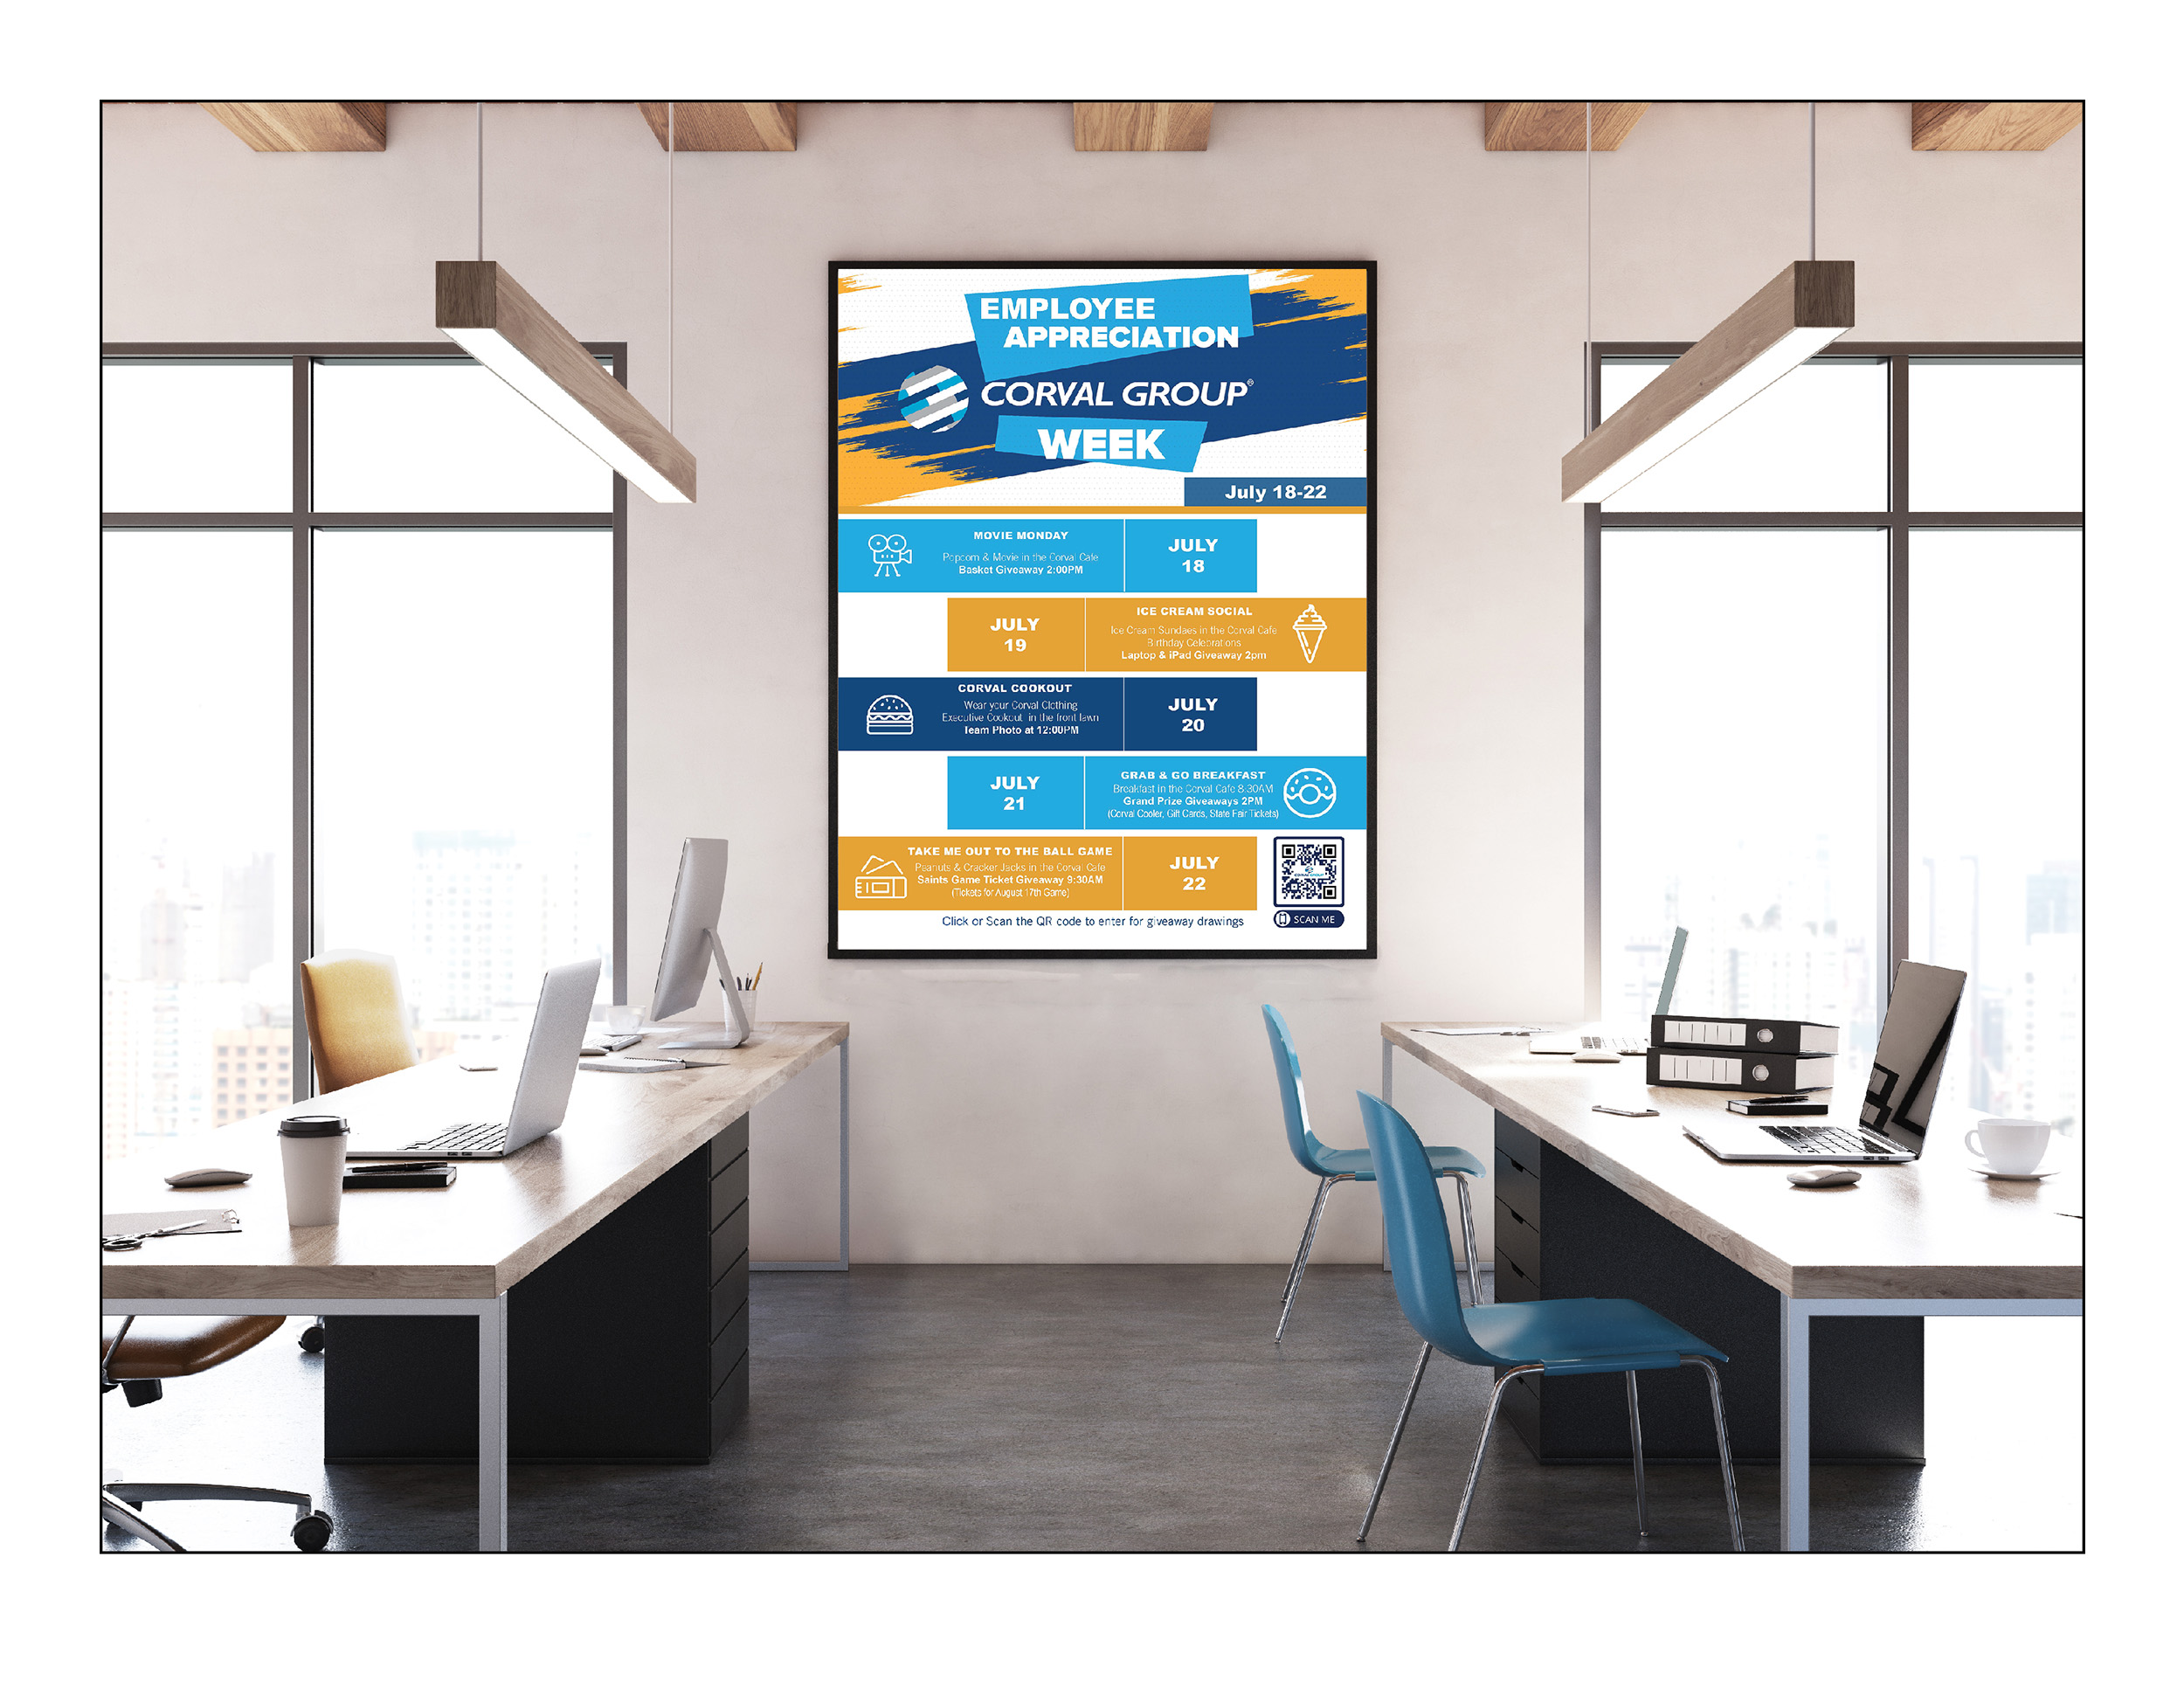 EMPLOYEE
APPRECIATION
CORVAL GROUP®
WEEK
July 18-22
MOVIE MONDAY
Popcorn & Movie in the Corval Cafe
Basket Giveaway 2:00PM
JULY
18
JULY
19
ICE CREAM SOCIAL
Ice Cream Sundaes in the Corval Cafe
Birthday Celebrations
Laptop & iPad Giveaway 2pm
CORVAL COOKOUT
Wear your Corval Clothing
Executive Cookout in the front lawn
Team Photo at 12:00PM
JULY
20
JULY
21
GRAB & GO BREAKFAST
Breakfast in the Corval Cafe 8:30AM
Grand Prize Giveaways 2PM
(Corval Cooler, Gift Cards, State Fair Tickets)
TAKE ME OUT TO THE BALL GAME
Peanuts & Cracker Jacks in the Corval Cafe
Saints Game Ticket Giveaway 9:30AM
(Tickets for August 17th Game)
JULY
22
CORVAL GROUP
SCAN ME
Click or Scan the QR code to enter for giveaway drawings